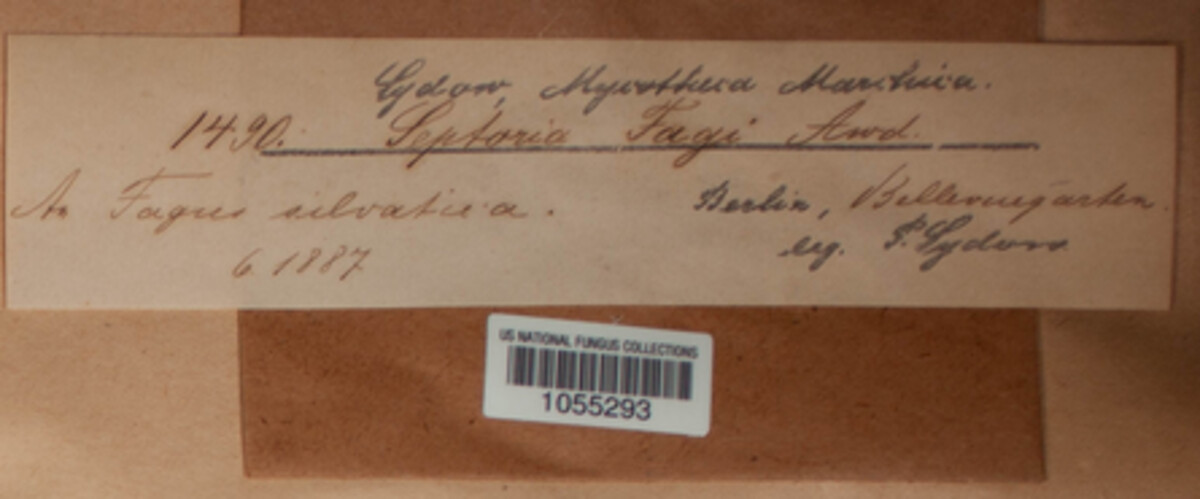 Sydow, Mycotheca Marchica.
1490. Septoria Fagi Awd.
An Fagus silvatica. Berlin, Bellevuegarten.
6 1887 leg. P. Sydow
US NATIONAL FUNGUS COLLECTIONS
1055293